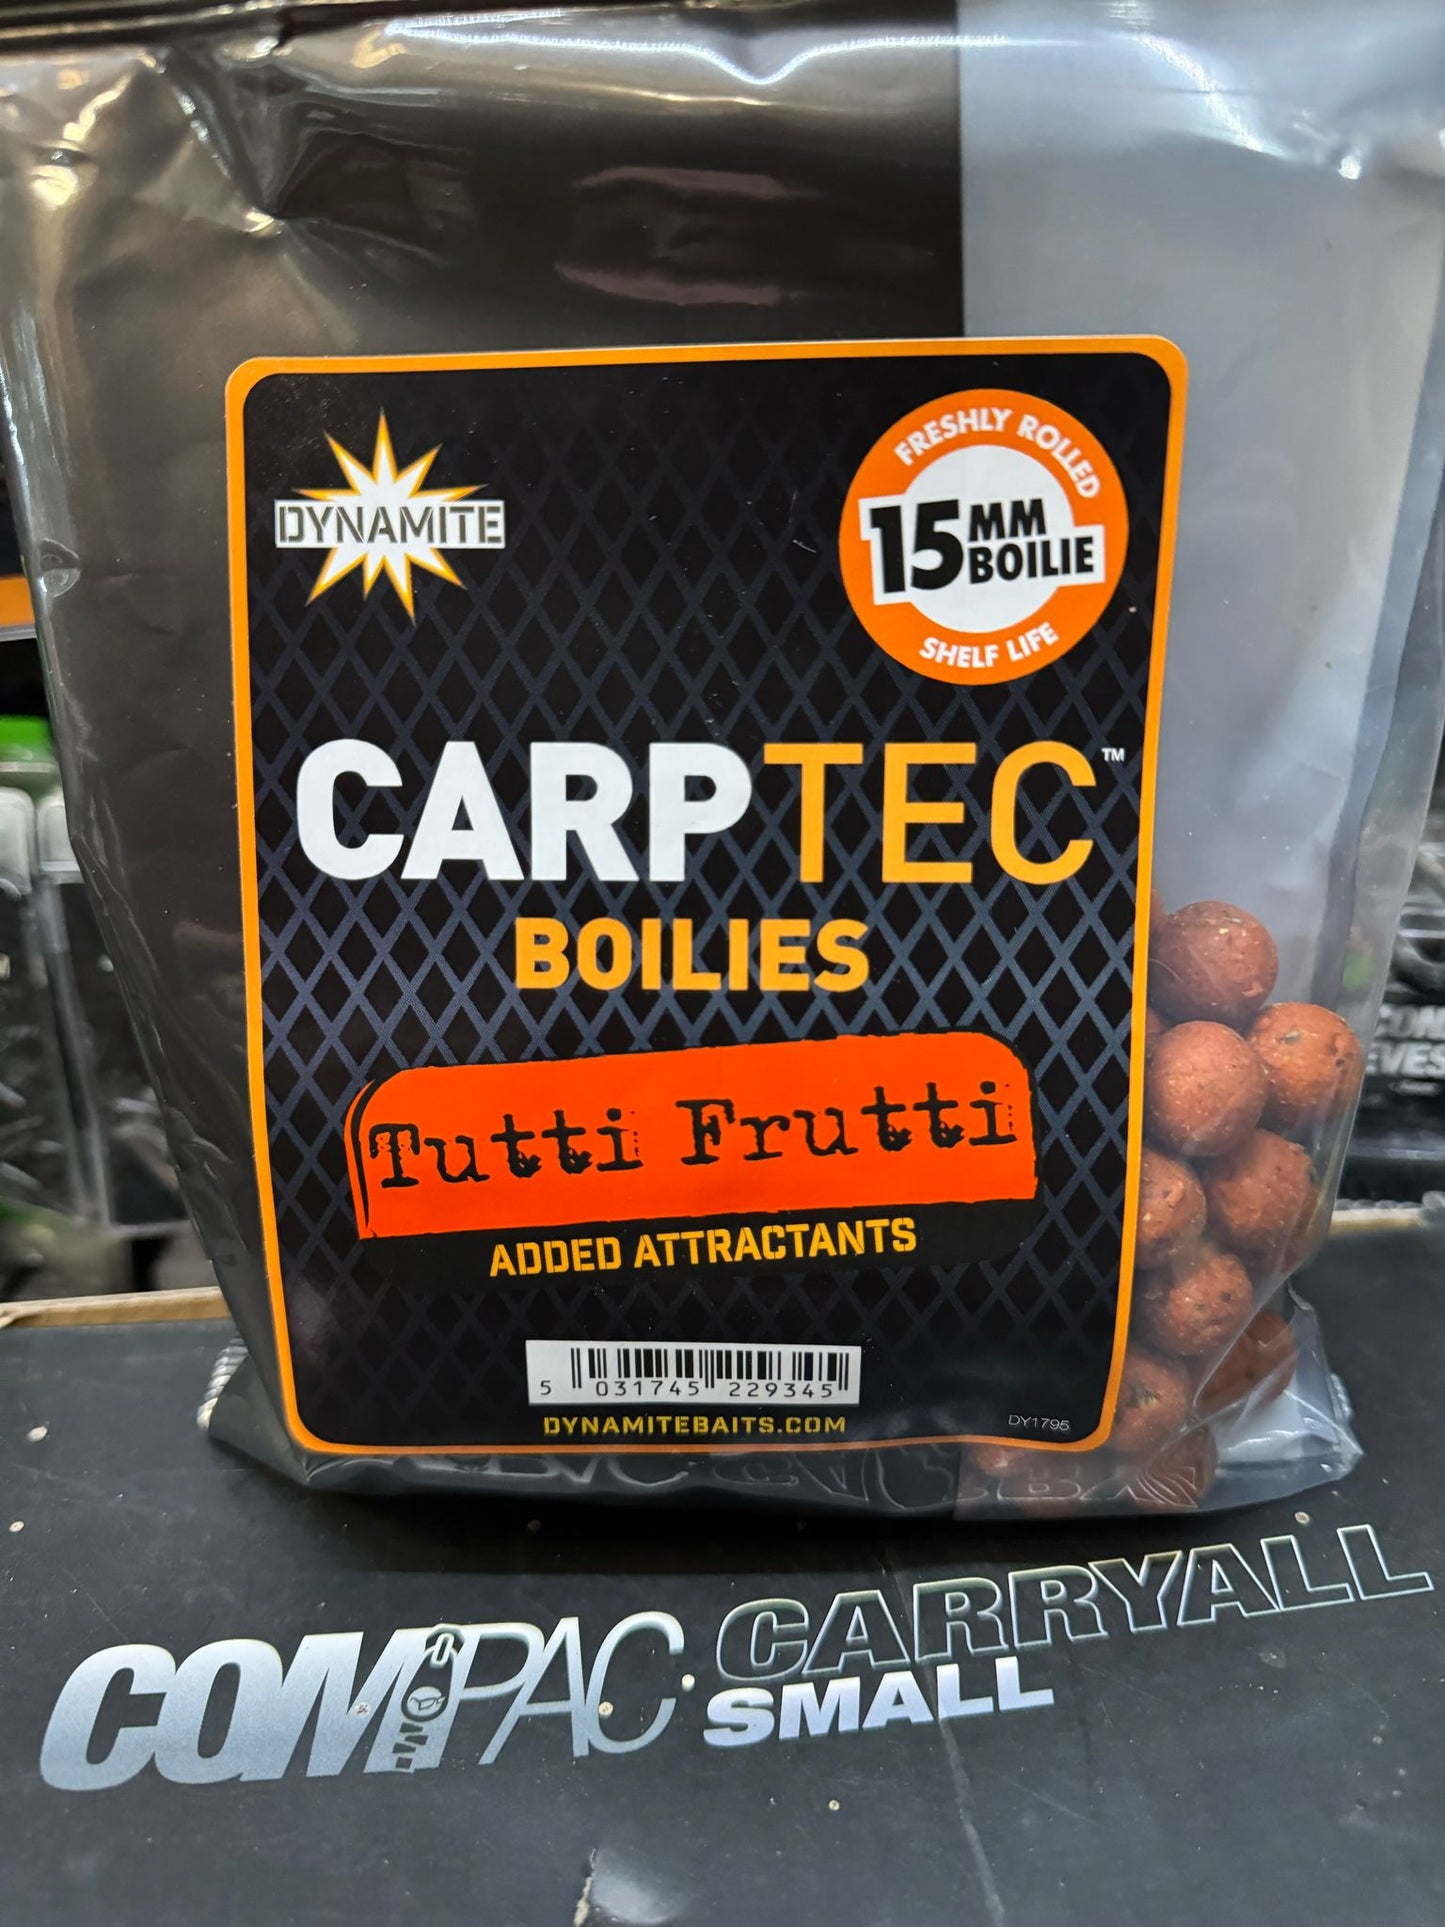 DYNAMITE
FRESHLY ROLLED
15MM
BOILIE
SHELF LIFE
CARPTEC™
BOILIES
Tutti Frutti
ADDED ATTRACTANTS
5 031745 229345
DYNAMITEBAITS.COM
DY1795
COMPAC CARRYALL
SMALL